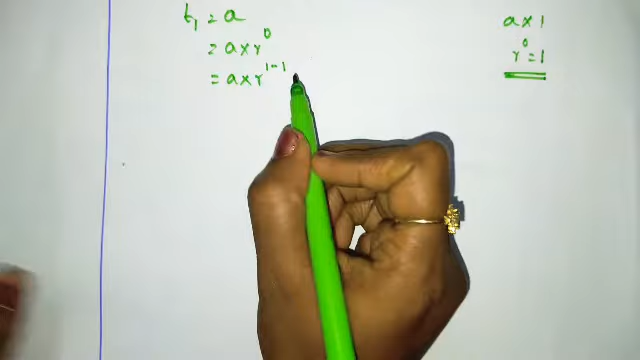 t₁ = a
= a×r⁰
= a×r¹⁻¹
a×1
r⁰=1